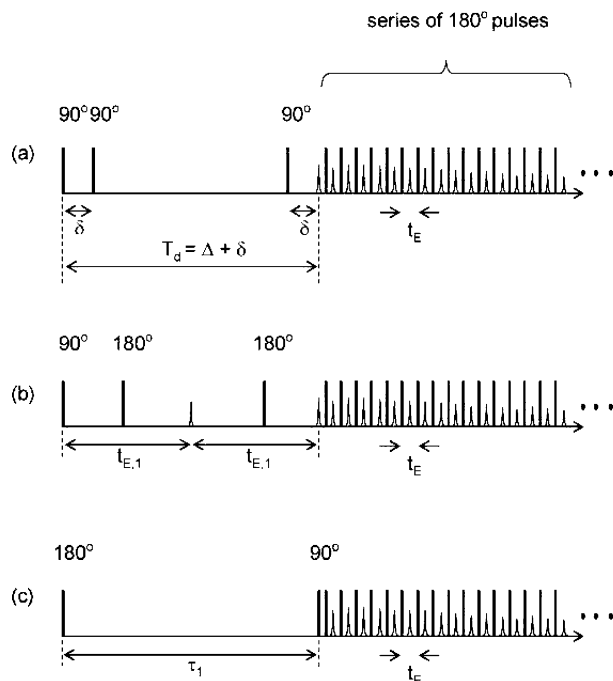 series of 180° pulses
90° 90° 90°
(a)
δ δ
t_E
T_d = Δ + δ
90° 180° 180°
(b)
t_E,1 t_E,1
t_E
180° 90°
(c)
τ_1
t_E